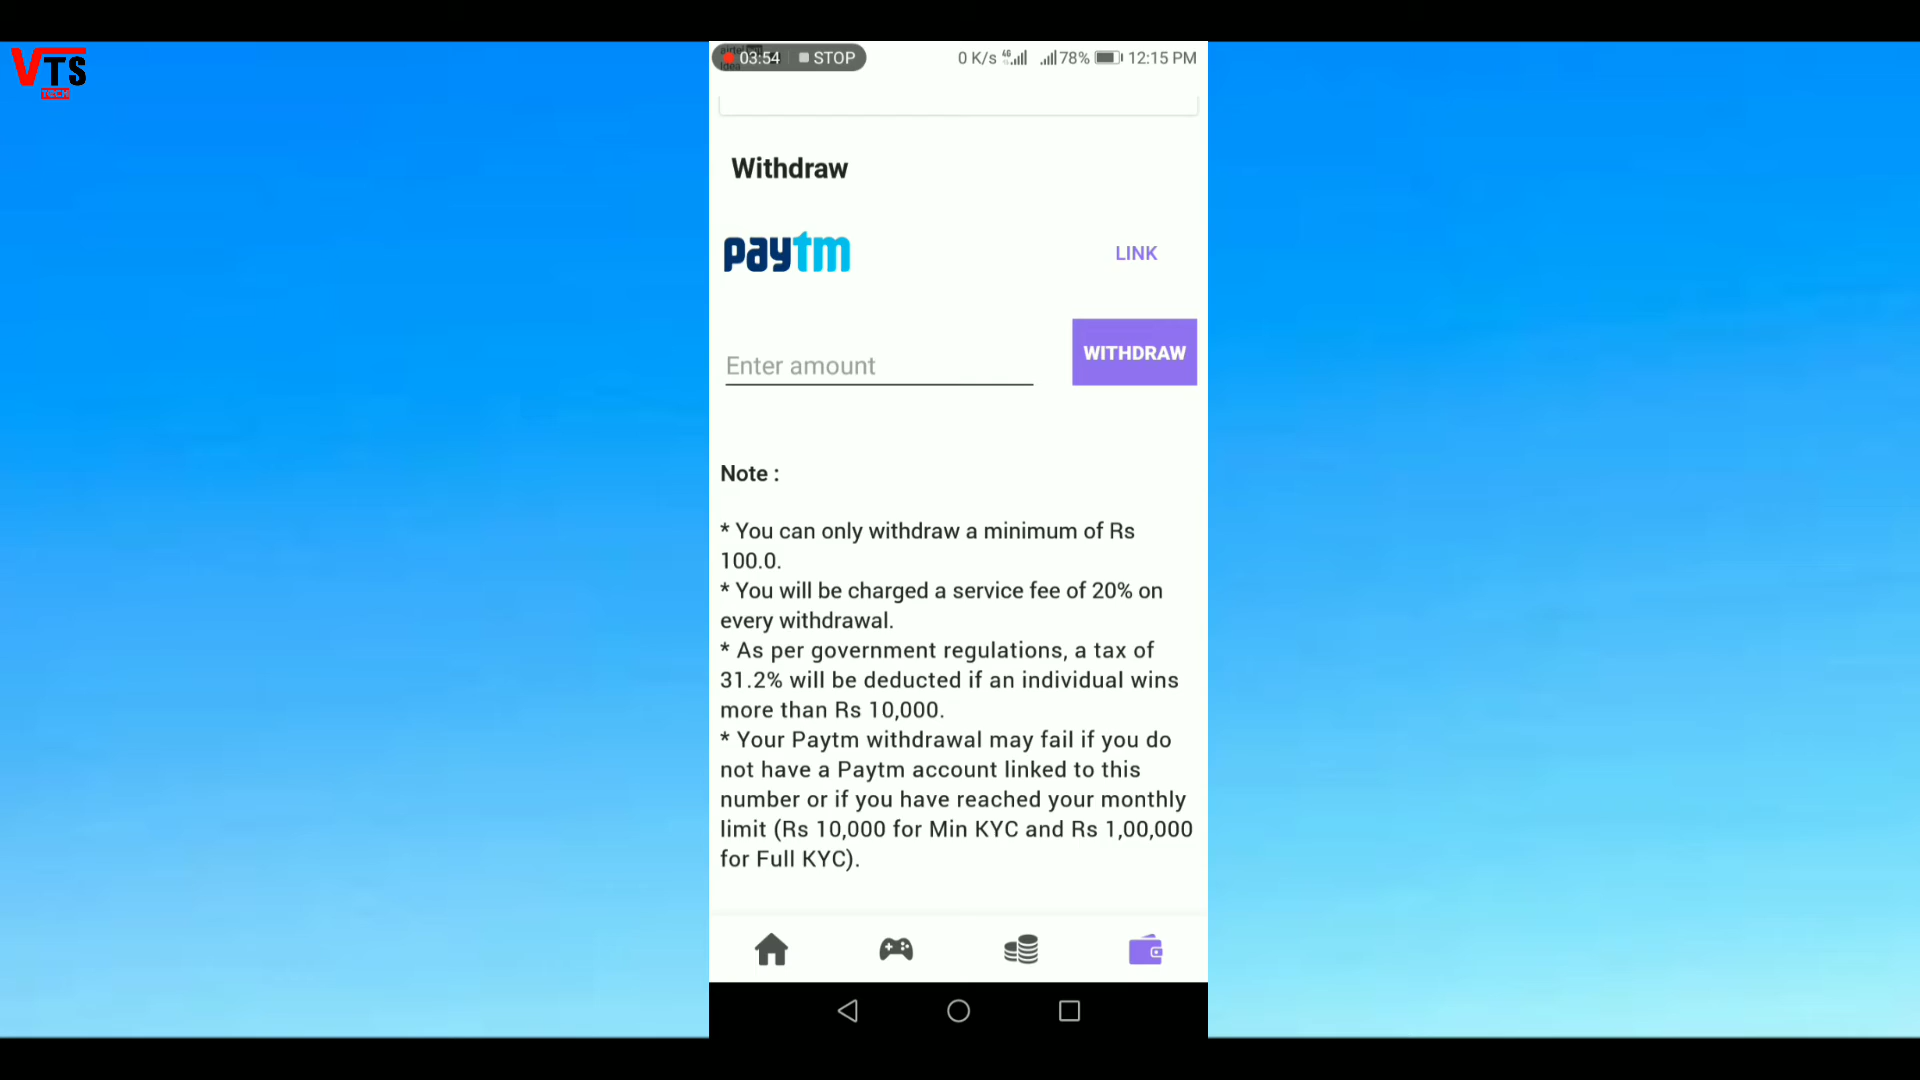 VTS
TECH
03:54 STOP
0 K/s 4G 78% 12:15 PM
Withdraw
paytm
LINK
Enter amount
WITHDRAW
Note :
* You can only withdraw a minimum of Rs
100.0.
* You will be charged a service fee of 20% on
every withdrawal.
* As per government regulations, a tax of
31.2% will be deducted if an individual wins
more than Rs 10,000.
* Your Paytm withdrawal may fail if you do
not have a Paytm account linked to this
number or if you have reached your monthly
limit (Rs 10,000 for Min KYC and Rs 1,00,000
for Full KYC).